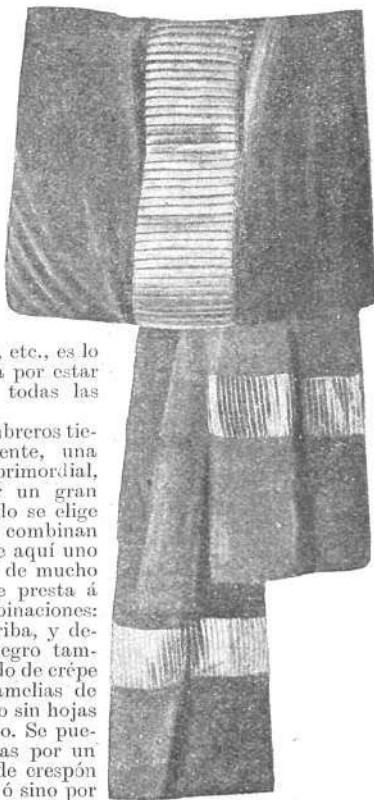 , etc., es lo
a por estar
todas las
breros tie-
ente, una
primordial,
r un gran
lo se elige
combinan
e aquí uno
de mucho
e presta á
binaciones:
riba, y de-
egro tam-
do de crépe
amelias de
o sin hojas
o. Se pue-
as por un
de crespón
ó sino por